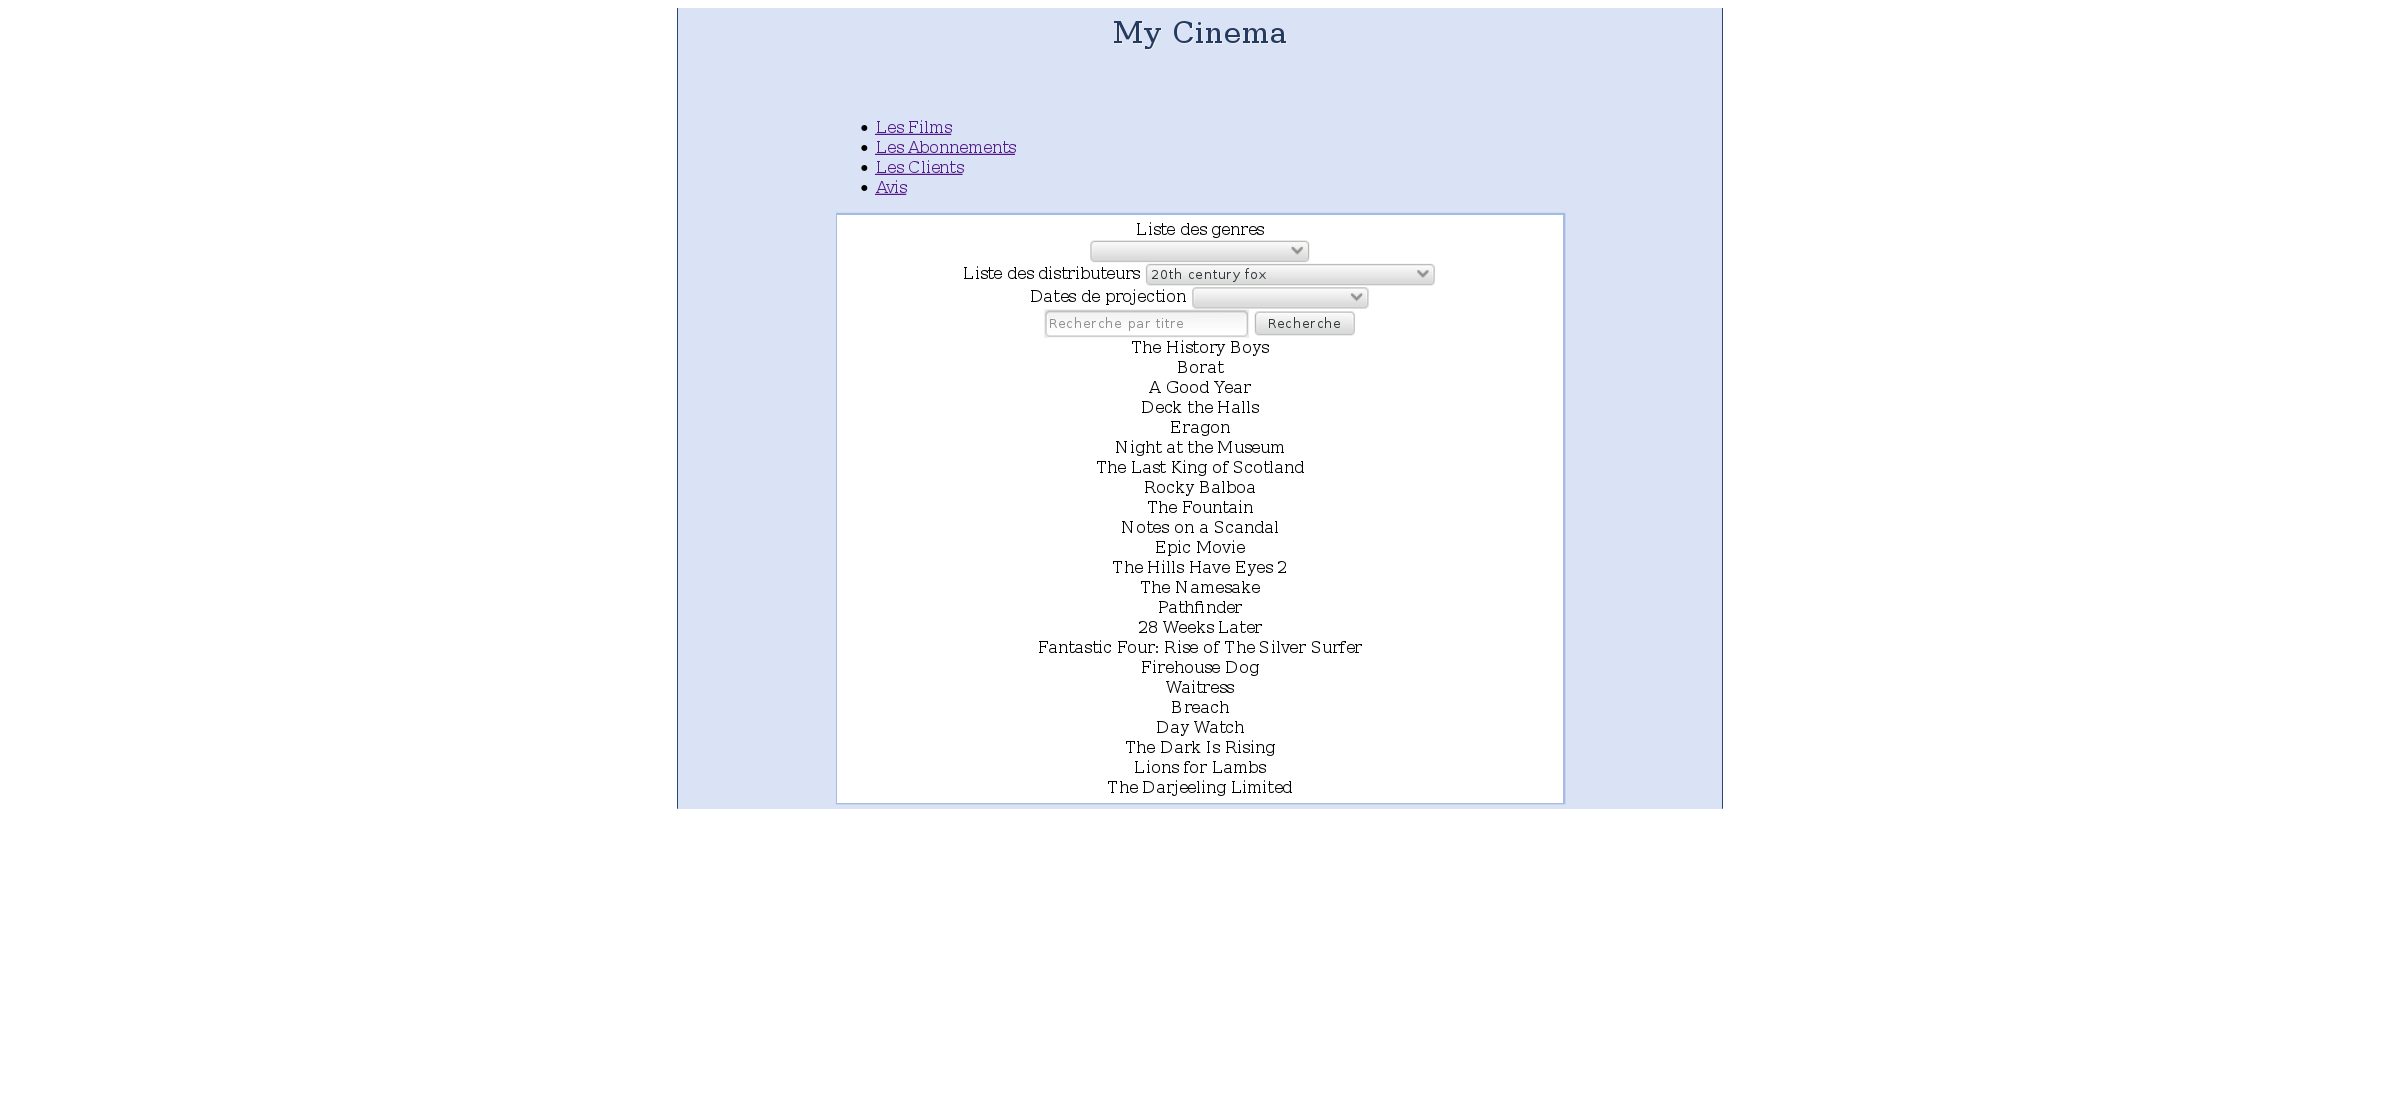 My Cinema
Les Films
Les Abonnements
Les Clients
Avis
Liste des genres
Liste des distributeurs 20th century fox
Dates de projection
Recherche par titre Recherche
The History Boys
Borat
A Good Year
Deck the Halls
Eragon
Night at the Museum
The Last King of Scotland
Rocky Balboa
The Fountain
Notes on a Scandal
Epic Movie
The Hills Have Eyes 2
The Namesake
Pathfinder
28 Weeks Later
Fantastic Four: Rise of The Silver Surfer
Firehouse Dog
Waitress
Breach
Day Watch
The Dark Is Rising
Lions for Lambs
The Darjeeling Limited